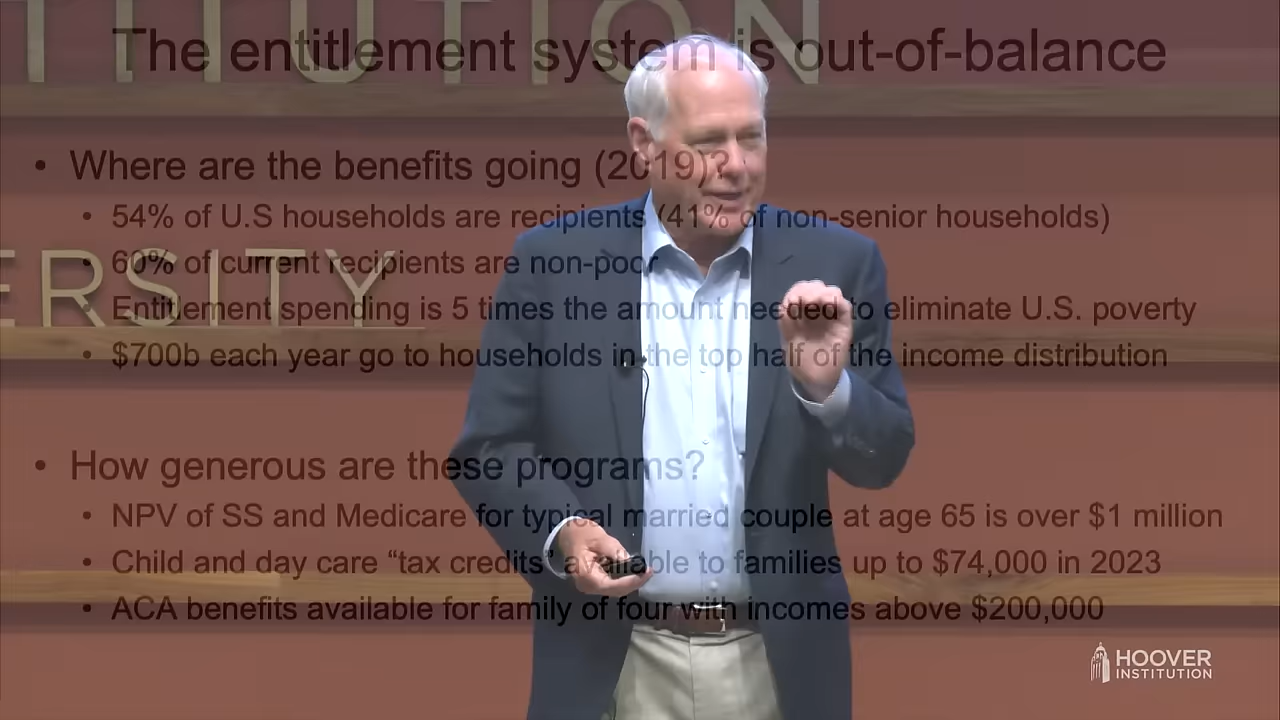 TITUTION
The entitlement system is out-of-balance
• Where are the benefits going (2019)?
• 54% of U.S households are recipients (41% of non-senior households)
• 60% of current recipients are non-poor
ERSITY
• Entitlement spending is 5 times the amount needed to eliminate U.S. poverty
• $700b each year go to households in the top half of the income distribution
• How generous are these programs?
• NPV of SS and Medicare for typical married couple at age 65 is over $1 million
• Child and day care “tax credits” available to families up to $74,000 in 2023
• ACA benefits available for family of four with incomes above $200,000
HOOVER
INSTITUTION